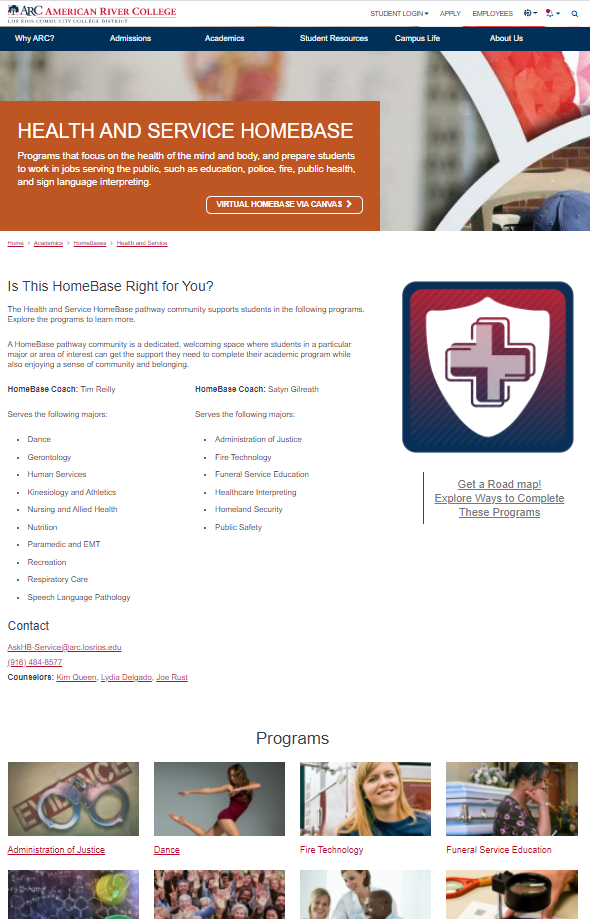 ARC AMERICAN RIVER COLLEGE
LOS RIOS COMMUNITY COLLEGE DISTRICT
STUDENT LOGIN APPLY EMPLOYEES
Why ARC? Admissions Academics Student Resources Campus Life About Us
HEALTH AND SERVICE HOMEBASE
Programs that focus on the health of the mind and body, and prepare students
to work in jobs serving the public, such as education, police, fire, public health,
and sign language interpreting.
VIRTUAL HOMEBASE VIA CANVAS
Home > Academics > HomeBases > Health and Service
Is This HomeBase Right for You?
The Health and Service HomeBase pathway community supports students in the following programs.
Explore the programs to learn more.
A HomeBase pathway community is a dedicated, welcoming space where students in a particular
major or area of interest can get the support they need to complete their academic program while
also enjoying a sense of community and belonging.
HomeBase Coach: Tim Reilly
Serves the following majors:
• Dance
• Gerontology
• Human Services
• Kinesiology and Athletics
• Nursing and Allied Health
• Nutrition
• Paramedic and EMT
• Recreation
• Respiratory Care
• Speech Language Pathology
HomeBase Coach: Satyn Gilreath
Serves the following majors:
• Administration of Justice
• Fire Technology
• Funeral Service Education
• Healthcare Interpreting
• Homeland Security
• Public Safety
Get a Road map!
Explore Ways to Complete
These Programs
Contact
AskHB-Service@arc.losrios.edu
(916) 484-8577
Counselors: Kim Queen, Lydia Delgado, Joe Rust
Programs
EVIDENCE
Administration of Justice
Dance
Fire Technology
Funeral Service Education